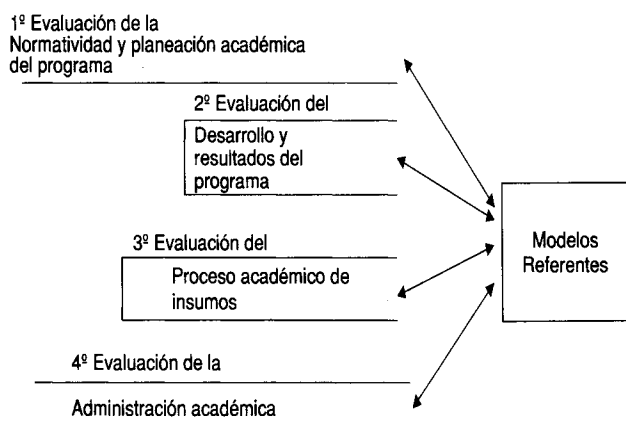 1º Evaluación de la
Normatividad y planeación académica
del programa
2º Evaluación del
Desarrollo y
resultados del
programa
3º Evaluación del
Proceso académico de
insumos
4º Evaluación de la
Administración académica
Modelos
Referentes